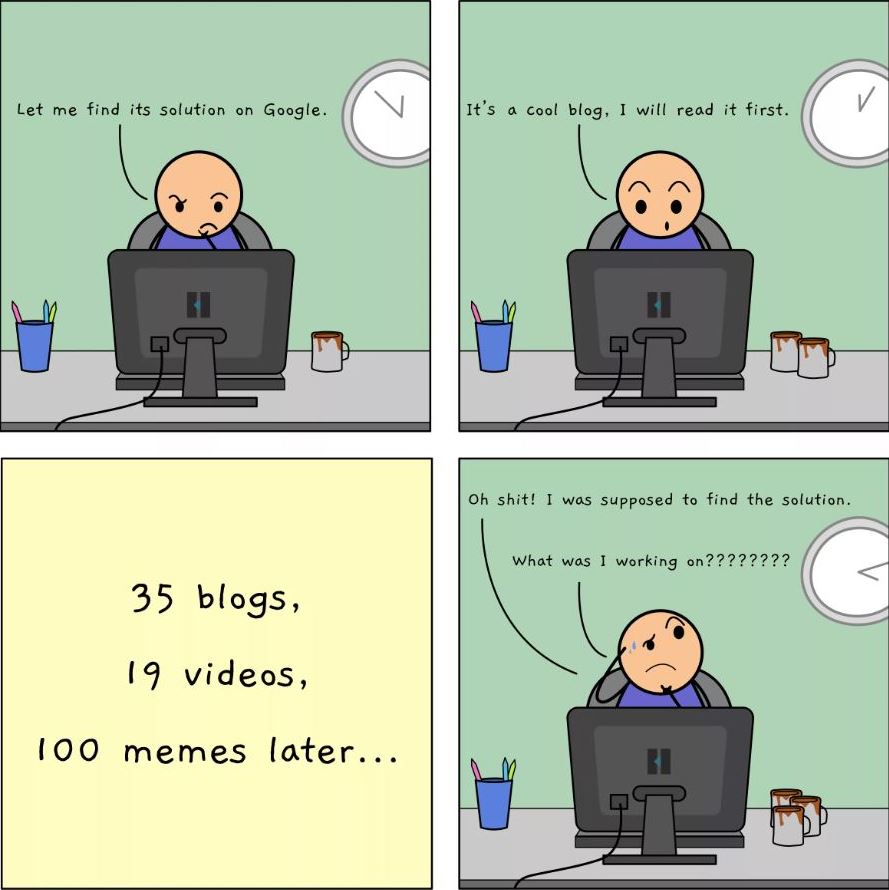 Let me find its solution on Google.
It's a cool blog, I will read it first.
35 blogs,
19 videos,
100 memes later...
Oh shit! I was supposed to find the solution.
What was I working on????????